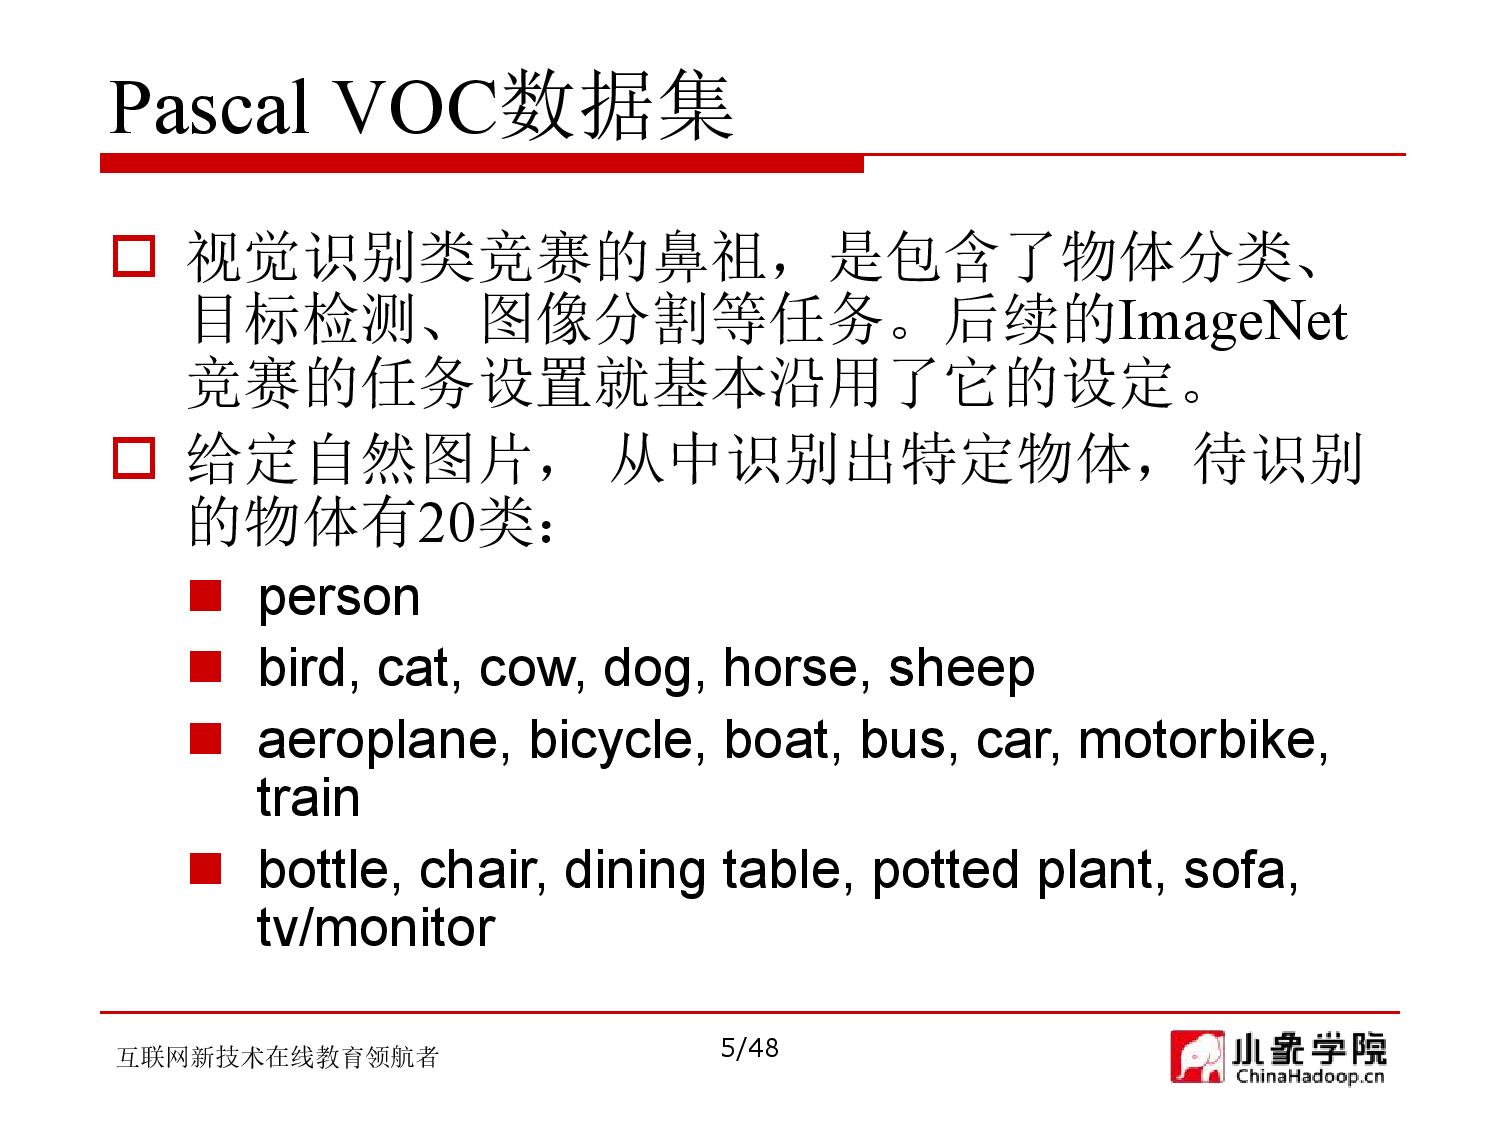 Pascal VOC数据集
视觉识别类竞赛的鼻祖，是包含了物体分类、
目标检测、图像分割等任务。后续的ImageNet
竞赛的任务设置就基本沿用了它的设定。
给定自然图片， 从中识别出特定物体，待识别
的物体有20类：
person
bird, cat, cow, dog, horse, sheep
aeroplane, bicycle, boat, bus, car, motorbike,
train
bottle, chair, dining table, potted plant, sofa,
tv/monitor
互联网新技术在线教育领航者
5/48
小象学院
ChinaHadoop.cn